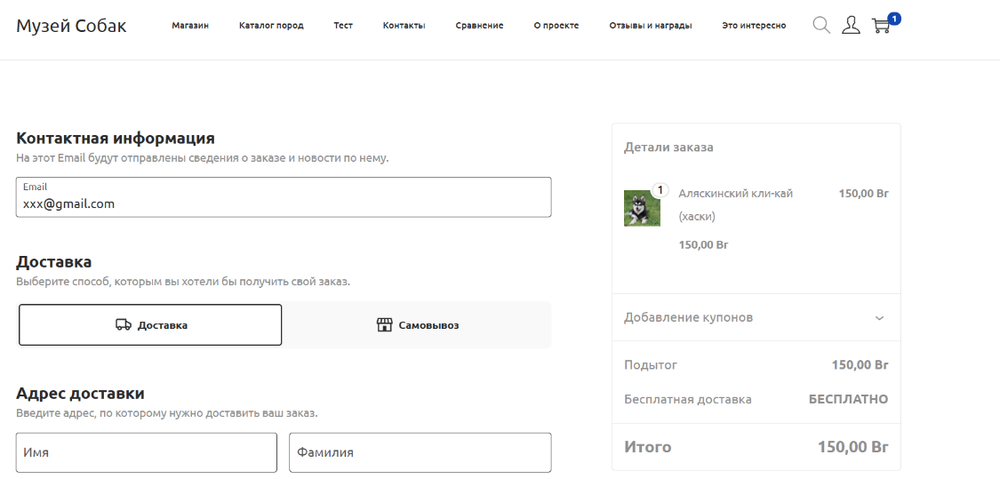 Музей Собак
Магазин
Каталог пород
Тест
Контакты
Сравнение
О проекте
Отзывы и награды
Это интересно
1
Контактная информация
На этот Email будут отправлены сведения о заказе и новости по нему.
Email
xxx@gmail.com
Доставка
Выберите способ, которым вы хотели бы получить свой заказ.
Доставка
Самовывоз
Адрес доставки
Введите адрес, по которому нужно доставить ваш заказ.
Имя
Фамилия
Детали заказа
1
Аляскинский кли-кай 150,00 Br
(хаски)
150,00 Br
Добавление купонов
Подытог 150,00 Br
Бесплатная доставка БЕСПЛАТНО
Итого 150,00 Br